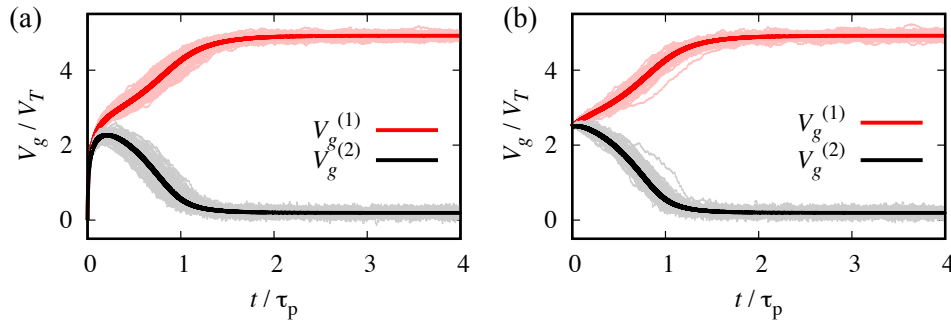 (a)
V_g / V_T
4
2
0
V_g^(1)
V_g^(2)
0 1 2 3 4
t / τ_p
(b)
V_g / V_T
4
2
0
V_g^(1)
V_g^(2)
0 1 2 3 4
t / τ_p